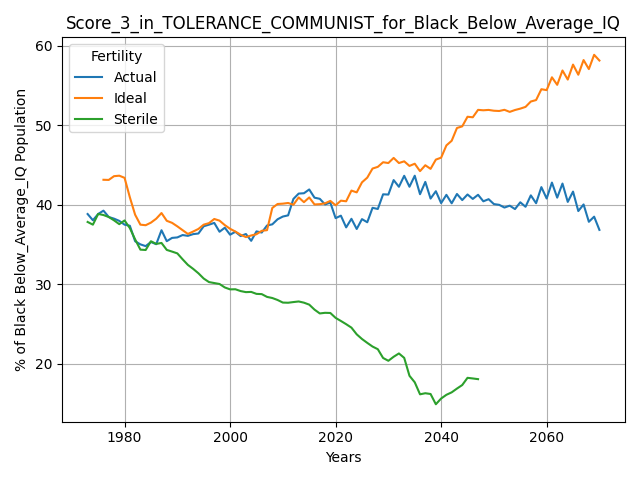 Score_3_in_TOLERANCE_COMMUNIST_for_Black_Below_Average_IQ
% of Black Below_Average_IQ Population
60
50
40
30
20
Fertility
Actual
Ideal
Sterile
1980
2000
2020
2040
2060
Years